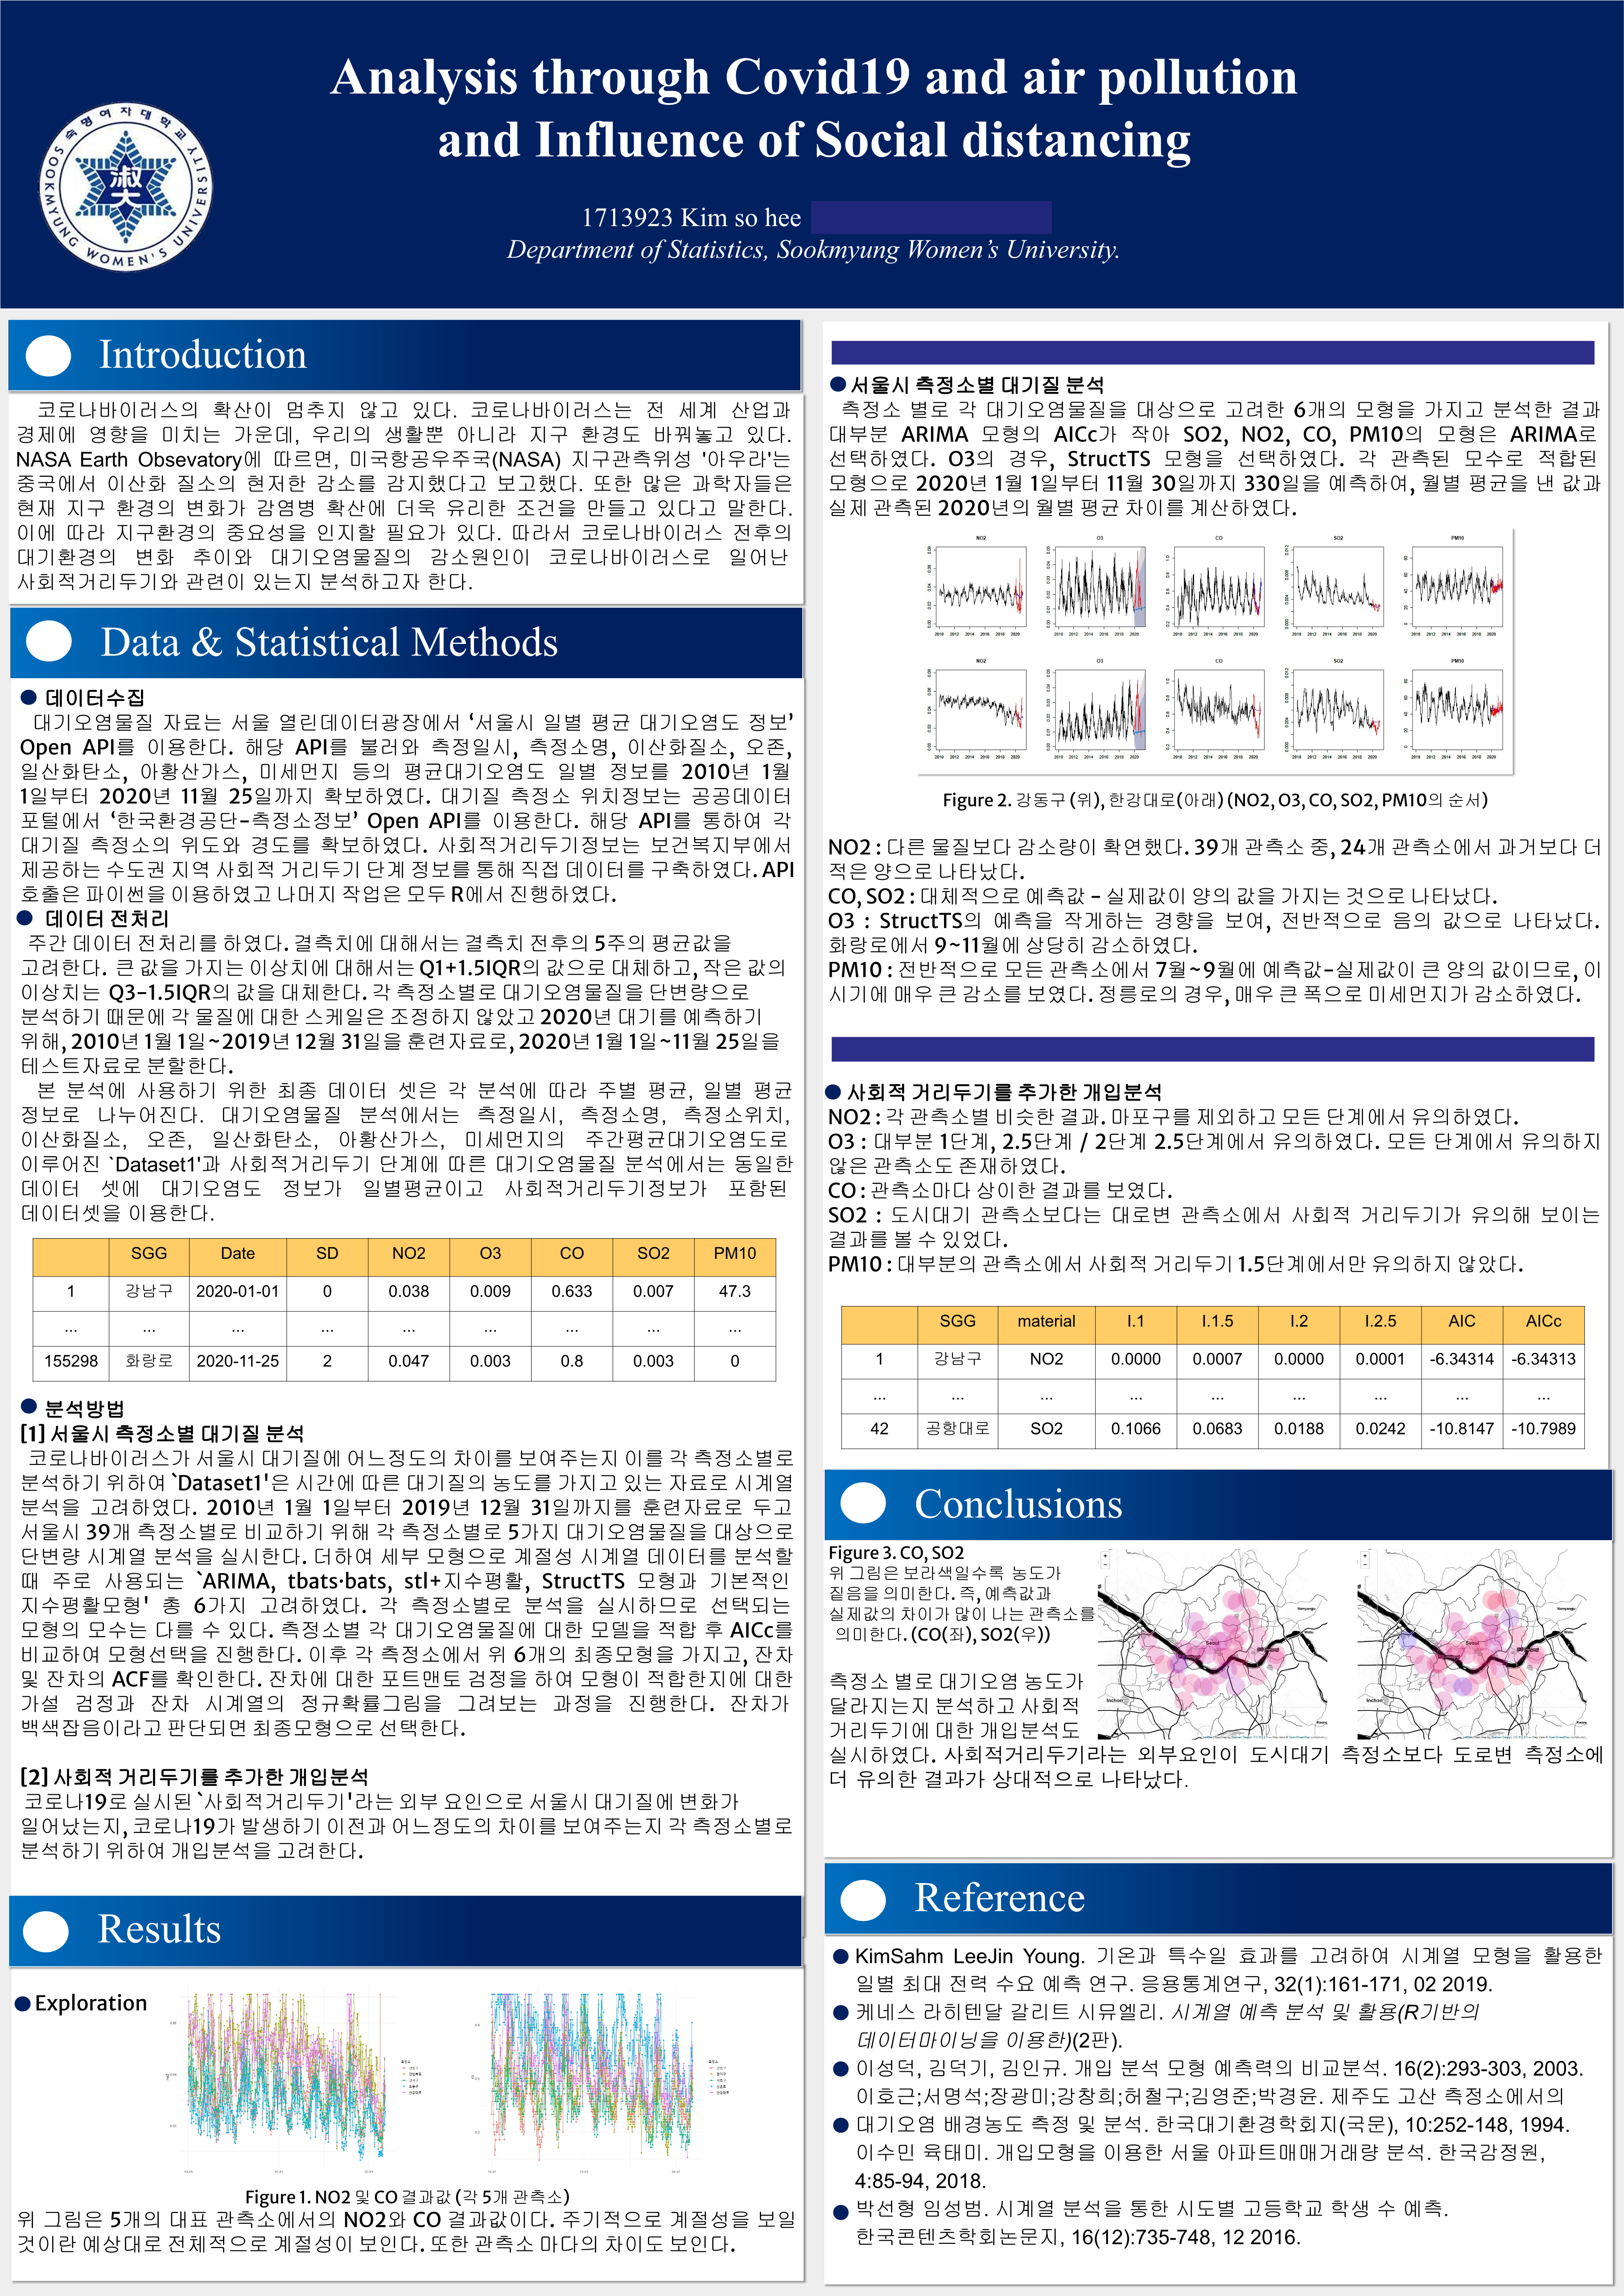 Analysis through Covid19 and air pollution
and Influence of Social distancing
1713923 Kim so hee
Department of Statistics, Sookmyung Women's University.
숙명여자대학교
SOOKMYUNG WOMEN'S UNIVERSITY
淑大
Introduction
코로나바이러스의 확산이 멈추지 않고 있다. 코로나바이러스는 전 세계 산업과
경제에 영향을 미치는 가운데, 우리의 생활뿐 아니라 지구 환경도 바꿔놓고 있다.
NASA Earth Obsevatory에 따르면, 미국항공우주국(NASA) 지구관측위성 '아우라'는
중국에서 이산화 질소의 현저한 감소를 감지했다고 보고했다. 또한 많은 과학자들은
현재 지구 환경의 변화가 감염병 확산에 더욱 유리한 조건을 만들고 있다고 말한다.
이에 따라 지구환경의 중요성을 인지할 필요가 있다. 따라서 코로나바이러스 전후의
대기환경의 변화 추이와 대기오염물질의 감소원인이 코로나바이러스로 일어난
사회적거리두기와 관련이 있는지 분석하고자 한다.
Data & Statistical Methods
데이터수집
대기오염물질 자료는 서울 열린데이터광장에서 ‘서울시 일별 평균 대기오염도 정보’
Open API를 이용한다. 해당 API를 불러와 측정일시, 측정소명, 이산화질소, 오존,
일산화탄소, 아황산가스, 미세먼지 등의 평균대기오염도 일별 정보를 2010년 1월
1일부터 2020년 11월 25일까지 확보하였다. 대기질 측정소 위치정보는 공공데이터
포털에서 ‘한국환경공단-측정소정보’ Open API를 이용한다. 해당 API를 통하여 각
대기질 측정소의 위도와 경도를 확보하였다. 사회적거리두기정보는 보건복지부에서
제공하는 수도권 지역 사회적 거리두기 단계 정보를 통해 직접 데이터를 구축하였다. API
호출은 파이썬을 이용하였고 나머지 작업은 모두 R에서 진행하였다.
데이터 전처리
주간 데이터 전처리를 하였다. 결측치에 대해서는 결측치 전후의 5주의 평균값을
고려한다. 큰 값을 가지는 이상치에 대해서는 Q1+1.5IQR의 값으로 대체하고, 작은 값의
이상치는 Q3-1.5IQR의 값을 대체한다. 각 측정소별로 대기오염물질을 단변량으로
분석하기 때문에 각 물질에 대한 스케일은 조정하지 않았고 2020년 대기를 예측하기
위해, 2010년 1월 1일~2019년 12월 31일을 훈련자료로, 2020년 1월 1일~11월 25일을
테스트자료로 분할한다.
본 분석에 사용하기 위한 최종 데이터 셋은 각 분석에 따라 주별 평균, 일별 평균
정보로 나누어진다. 대기오염물질 분석에서는 측정일시, 측정소명, 측정소위치,
이산화질소, 오존, 일산화탄소, 아황산가스, 미세먼지의 주간평균대기오염도로
이루어진 `Dataset1'과 사회적거리두기 단계에 따른 대기오염물질 분석에서는 동일한
데이터 셋에 대기오염도 정보가 일별평균이고 사회적거리두기정보가 포함된
데이터셋을 이용한다.
SGG Date SD NO2 O3 CO SO2 PM10
1 강남구 2020-01-01 0 0.038 0.009 0.633 0.007 47.3
... ... ... ... ... ... ... ... ...
155298 화랑로 2020-11-25 2 0.047 0.003 0.8 0.003 0
분석방법
[1] 서울시 측정소별 대기질 분석
코로나바이러스가 서울시 대기질에 어느정도의 차이를 보여주는지 이를 각 측정소별로
분석하기 위하여 `Dataset1'은 시간에 따른 대기질의 농도를 가지고 있는 자료로 시계열
분석을 고려하였다. 2010년 1월 1일부터 2019년 12월 31일까지를 훈련자료로 두고
서울시 39개 측정소별로 비교하기 위해 각 측정소별로 5가지 대기오염물질을 대상으로
단변량 시계열 분석을 실시한다. 더하여 세부 모형으로 계절성 시계열 데이터를 분석할
때 주로 사용되는 `ARIMA, tbats·bats, stl+지수평활, StructTS 모형과 기본적인
지수평활모형' 총 6가지 고려하였다. 각 측정소별로 분석을 실시하므로 선택되는
모형의 모수는 다를 수 있다. 측정소별 각 대기오염물질에 대한 모델을 적합 후 AICc를
비교하여 모형선택을 진행한다. 이후 각 측정소에서 위 6개의 최종모형을 가지고, 잔차
및 잔차의 ACF를 확인한다. 잔차에 대한 포트맨토 검정을 하여 모형이 적합한지에 대한
가설 검정과 잔차 시계열의 정규확률그림을 그려보는 과정을 진행한다. 잔차가
백색잡음이라고 판단되면 최종모형으로 선택한다.
[2] 사회적 거리두기를 추가한 개입분석
코로나19로 실시된 `사회적거리두기'라는 외부 요인으로 서울시 대기질에 변화가
일어났는지, 코로나19가 발생하기 이전과 어느정도의 차이를 보여주는지 각 측정소별로
분석하기 위하여 개입분석을 고려한다.
Results
Exploration
Figure 1. NO2 및 CO 결과값 (각 5개 관측소)
위 그림은 5개의 대표 관측소에서의 NO2와 CO 결과값이다. 주기적으로 계절성을 보일
것이란 예상대로 전체적으로 계절성이 보인다. 또한 관측소 마다의 차이도 보인다.
서울시 측정소별 대기질 분석
측정소 별로 각 대기오염물질을 대상으로 고려한 6개의 모형을 가지고 분석한 결과
대부분 ARIMA 모형의 AICc가 작아 SO2, NO2, CO, PM10의 모형은 ARIMA로
선택하였다. O3의 경우, StructTS 모형을 선택하였다. 각 관측된 모수로 적합된
모형으로 2020년 1월 1일부터 11월 30일까지 330일을 예측하여, 월별 평균을 낸 값과
실제 관측된 2020년의 월별 평균 차이를 계산하였다.
NO2 O3 CO SO2 PM10
2010 2012 2014 2016 2018 2020
NO2 O3 CO SO2 PM10
2010 2012 2014 2016 2018 2020
Figure 2. 강동구 (위), 한강대로(아래) (NO2, O3, CO, SO2, PM10의 순서)
NO2 : 다른 물질보다 감소량이 확연했다. 39개 관측소 중, 24개 관측소에서 과거보다 더
적은 양으로 나타났다.
CO, SO2 : 대체적으로 예측값 - 실제값이 양의 값을 가지는 것으로 나타났다.
O3 : StructTS의 예측을 작게하는 경향을 보여, 전반적으로 음의 값으로 나타났다.
화랑로에서 9~11월에 상당히 감소하였다.
PM10 : 전반적으로 모든 관측소에서 7월~9월에 예측값-실제값이 큰 양의 값이므로, 이
시기에 매우 큰 감소를 보였다. 정릉로의 경우, 매우 큰 폭으로 미세먼지가 감소하였다.
사회적 거리두기를 추가한 개입분석
NO2 : 각 관측소별 비슷한 결과. 마포구를 제외하고 모든 단계에서 유의하였다.
O3 : 대부분 1단계, 2.5단계 / 2단계 2.5단계에서 유의하였다. 모든 단계에서 유의하지
않은 관측소도 존재하였다.
CO : 관측소마다 상이한 결과를 보였다.
SO2 : 도시대기 관측소보다는 대로변 관측소에서 사회적 거리두기가 유의해 보이는
결과를 볼 수 있었다.
PM10 : 대부분의 관측소에서 사회적 거리두기 1.5단계에서만 유의하지 않았다.
SGG material I.1 I.1.5 I.2 I.2.5 AIC AICc
1 강남구 NO2 0.0000 0.0007 0.0000 0.0001 -6.34314 -6.34313
... ... ... ... ... ... ... ... ...
42 공항대로 SO2 0.1066 0.0683 0.0188 0.0242 -10.8147 -10.7989
Conclusions
Figure 3. CO, SO2
위 그림은 보라색일수록 농도가
짙음을 의미한다. 즉, 예측값과
실제값의 차이가 많이 나는 관측소를
의미한다. (CO(좌), SO2(우))
Seoul
Incheon
Seoul
Incheon
측정소 별로 대기오염 농도가
달라지는지 분석하고 사회적
거리두기에 대한 개입분석도
실시하였다. 사회적거리두기라는 외부요인이 도시대기 측정소보다 도로변 측정소에
더 유의한 결과가 상대적으로 나타났다.
Reference
KimSahm LeeJin Young. 기온과 특수일 효과를 고려하여 시계열 모형을 활용한
일별 최대 전력 수요 예측 연구. 응용통계연구, 32(1):161-171, 02 2019.
케네스 라히텐달 갈리트 시뮤엘리. 시계열 예측 분석 및 활용(R기반의
데이터마이닝을 이용한)(2판).
이성덕, 김덕기, 김인규. 개입 분석 모형 예측력의 비교분석. 16(2):293-303, 2003.
이호근;서명석;장광미;강창희;허철구;김영준;박경윤. 제주도 고산 측정소에서의
대기오염 배경농도 측정 및 분석. 한국대기환경학회지(국문), 10:252-148, 1994.
이수민 육태미. 개입모형을 이용한 서울 아파트매매거래량 분석. 한국감정원,
4:85-94, 2018.
박선형 임성범. 시계열 분석을 통한 시도별 고등학교 학생 수 예측.
한국콘텐츠학회논문지, 16(12):735-748, 12 2016.